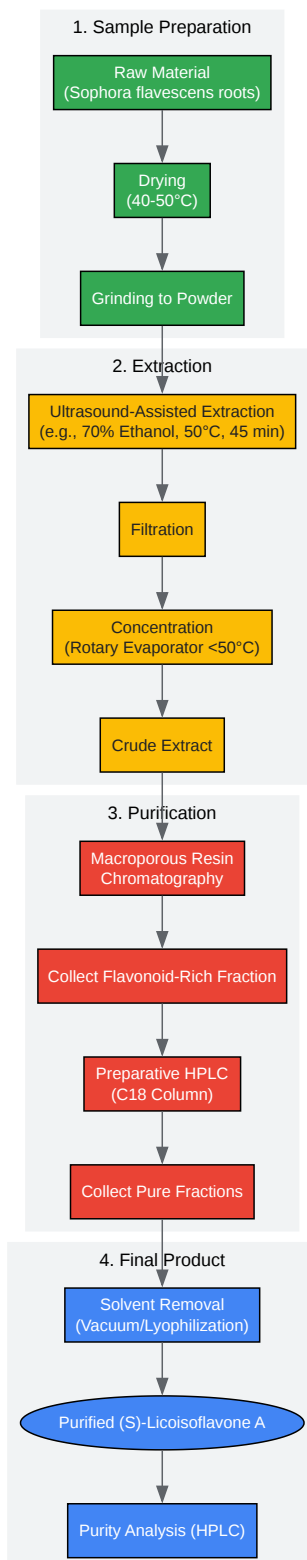 1. Sample Preparation
Raw Material
(Sophora flavescens roots)
Drying
(40-50°C)
Grinding to Powder
2. Extraction
Ultrasound-Assisted Extraction
(e.g., 70% Ethanol, 50°C, 45 min)
Filtration
Concentration
(Rotary Evaporator <50°C)
Crude Extract
3. Purification
Macroporous Resin
Chromatography
Collect Flavonoid-Rich Fraction
Preparative HPLC
(C18 Column)
Collect Pure Fractions
4. Final Product
Solvent Removal
(Vacuum/Lyophilization)
Purified (S)-Licoisoflavone A
Purity Analysis (HPLC)